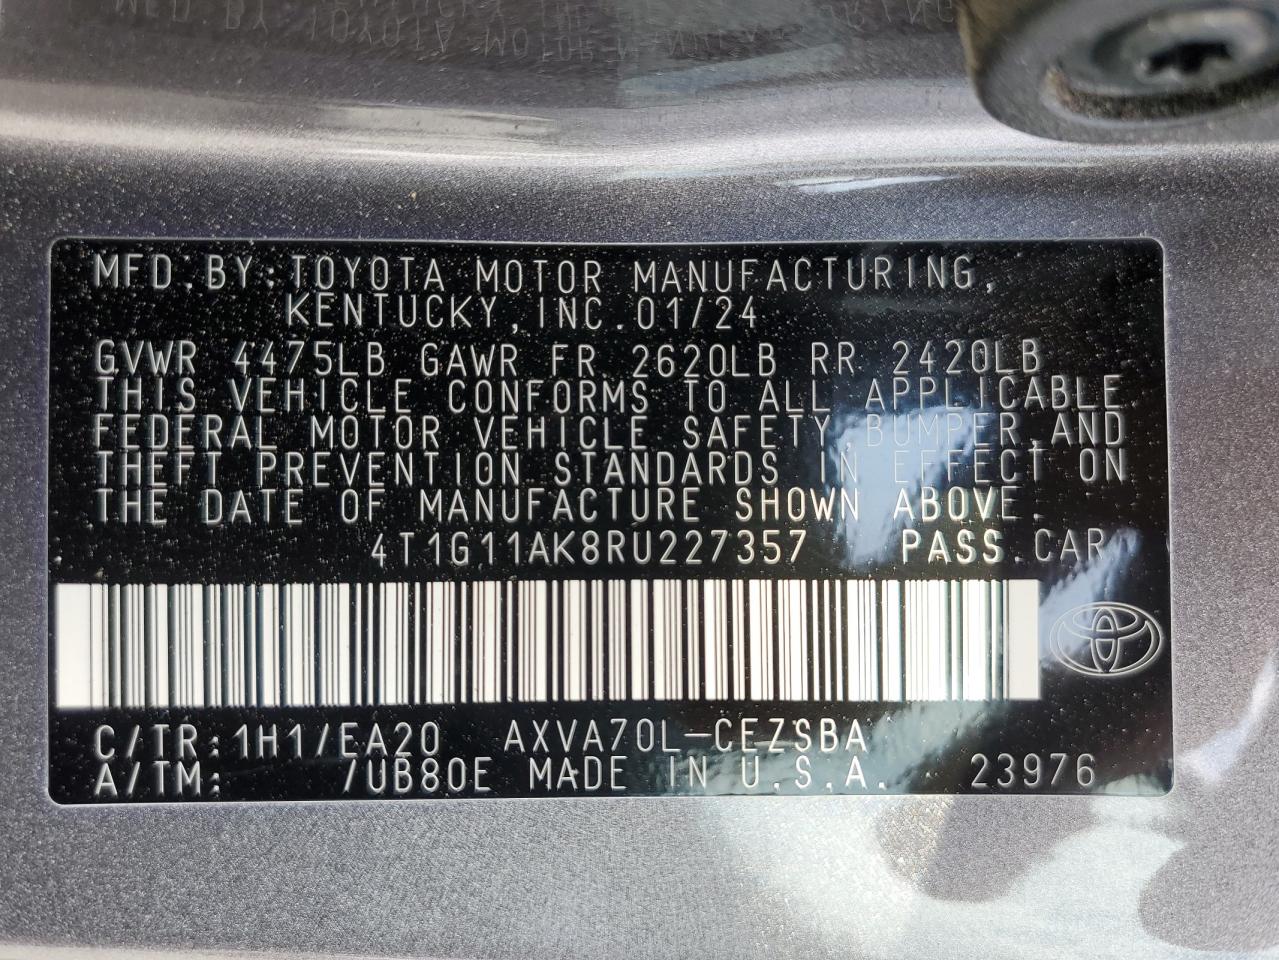 MFD.BY:TOYOTA MOTOR MANUFACTURING,
KENTUCKY,INC.01/24
GVWR 4475LB GAWR FR 2620LB RR 2420LB
THIS VEHICLE CONFORMS TO ALL APPLICABLE
FEDERAL MOTOR VEHICLE SAFETY,BUMPER,AND
THEFT PREVENTION STANDARDS IN EFFECT ON
THE DATE OF MANUFACTURE SHOWN ABOVE.
4T1G11AK8RU227357 PASS.CAR
C/TR:1H1/EA20 AXVA70L-CEZSBA
A/TM: /UB80E MADE IN U.S.A. 23976